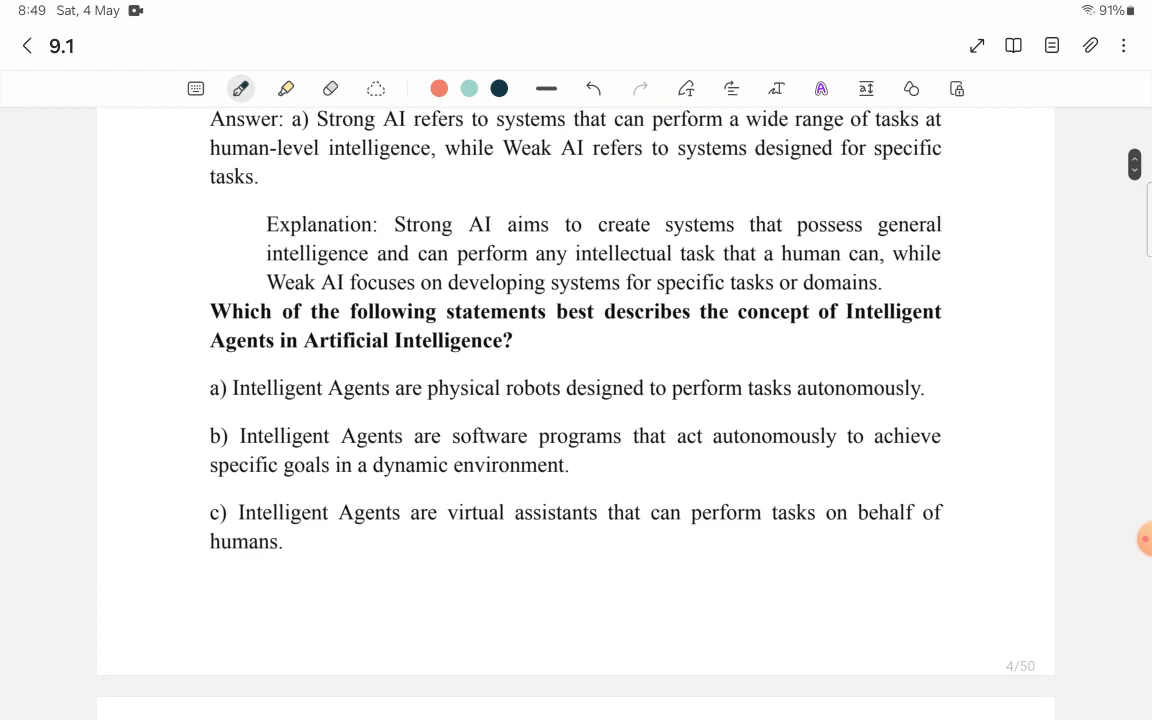 8:49 Sat, 4 May 91%
9.1
Answer: a) Strong AI refers to systems that can perform a wide range of tasks at
human-level intelligence, while Weak AI refers to systems designed for specific
tasks.
Explanation: Strong AI aims to create systems that possess general
intelligence and can perform any intellectual task that a human can, while
Weak AI focuses on developing systems for specific tasks or domains.
Which of the following statements best describes the concept of Intelligent
Agents in Artificial Intelligence?
a) Intelligent Agents are physical robots designed to perform tasks autonomously.
b) Intelligent Agents are software programs that act autonomously to achieve
specific goals in a dynamic environment.
c) Intelligent Agents are virtual assistants that can perform tasks on behalf of
humans.
4/50